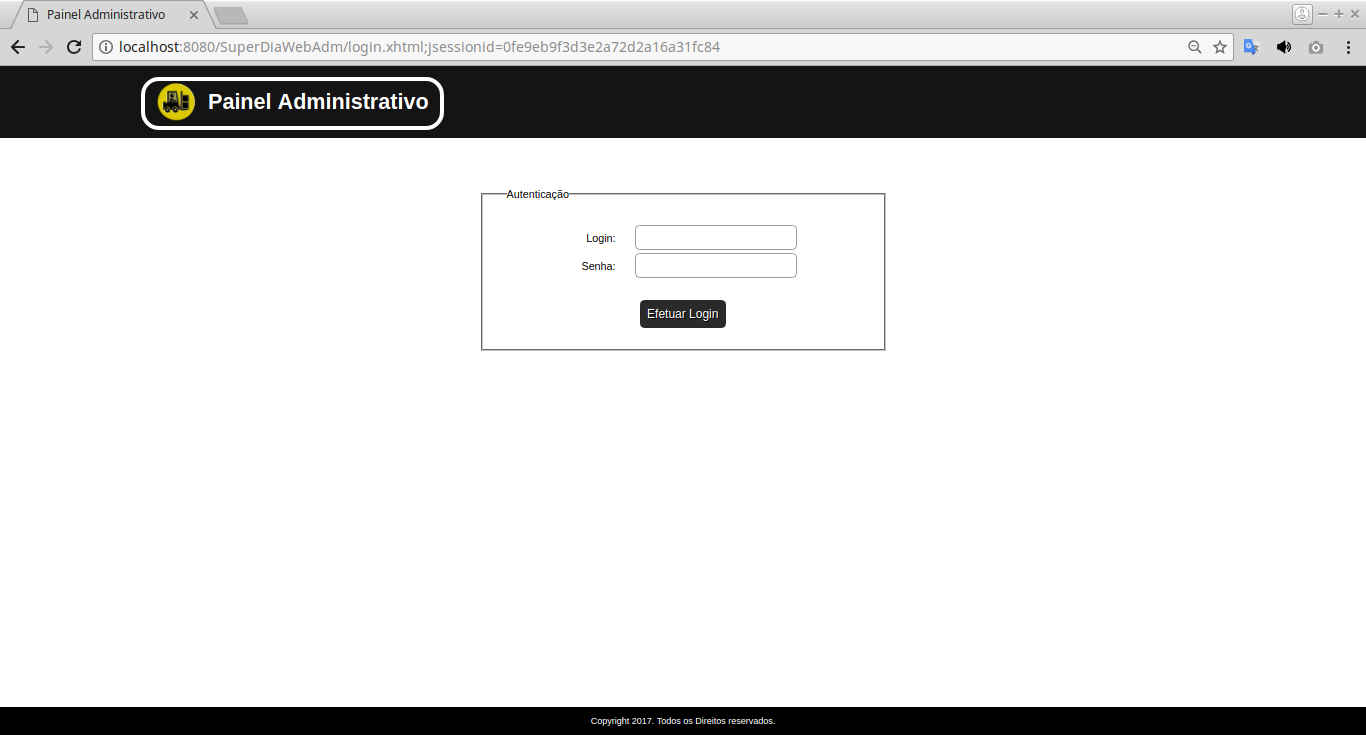 Painel Administrativo
localhost:8080/SuperDiaWebAdm/login.xhtml;jsessionid=0fe9eb9f3d3e2a72d2a16a31fc84
Painel Administrativo
Autenticação
Login:
Senha:
Efetuar Login
Copyright 2017. Todos os Direitos reservados.